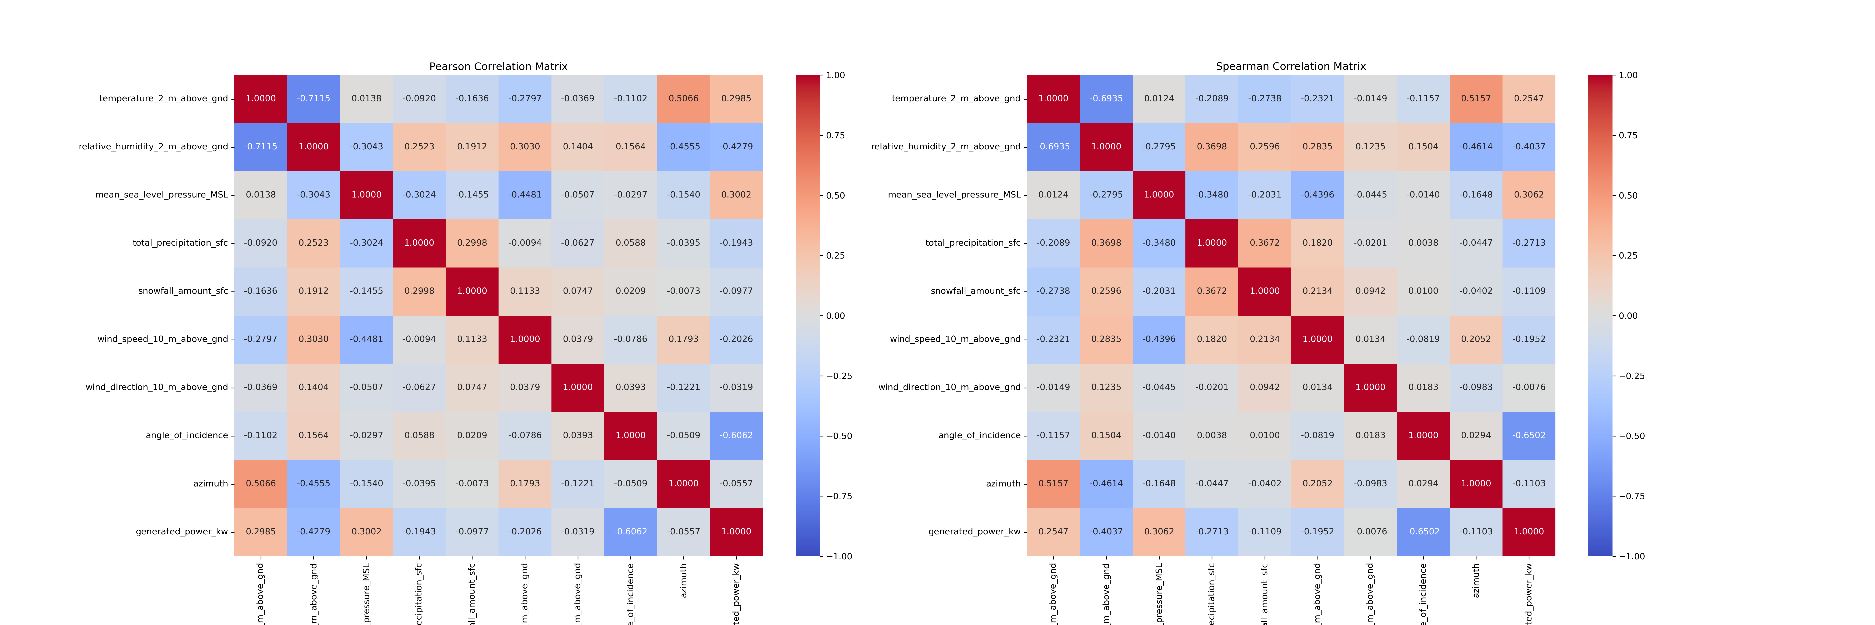 Pearson Correlation Matrix
temperature_2_m_above_gnd 1.0000 -0.7115 0.0138 -0.0920 -0.1636 -0.2797 -0.0369 -0.1102 0.5066 0.2985
relative_humidity_2_m_above_gnd -0.7115 1.0000 -0.3043 0.2523 0.1912 0.3030 0.1404 0.1564 -0.4555 -0.4279
mean_sea_level_pressure_MSL 0.0138 -0.3043 1.0000 -0.3024 -0.1455 -0.4481 -0.0507 -0.0297 -0.1540 0.3002
total_precipitation_sfc -0.0920 0.2523 -0.3024 1.0000 0.2998 -0.0094 -0.0627 0.0588 -0.0395 -0.1943
snowfall_amount_sfc -0.1636 0.1912 -0.1455 0.2998 1.0000 0.1133 0.0747 0.0209 -0.0073 -0.0977
wind_speed_10_m_above_gnd -0.2797 0.3030 -0.4481 -0.0094 0.1133 1.0000 0.0379 -0.0786 0.1793 -0.2026
wind_direction_10_m_above_gnd -0.0369 0.1404 -0.0507 -0.0627 0.0747 0.0379 1.0000 0.0393 -0.1221 -0.0319
angle_of_incidence -0.1102 0.1564 -0.0297 0.0588 0.0209 -0.0786 0.0393 1.0000 -0.0509 -0.6062
azimuth 0.5066 -0.4555 -0.1540 -0.0395 -0.0073 0.1793 -0.1221 -0.0509 1.0000 -0.0557
generated_power_kw 0.2985 -0.4279 0.3002 -0.1943 -0.0977 -0.2026 -0.0319 -0.6062 -0.0557 1.0000
_m_above_gnd
_m_above_gnd
_pressure_MSL
ecipitation_sfc
all_amount_sfc
m_above_gnd
m_above_gnd
e_of_incidence
azimuth
ted_power_kw
1.00
0.75
0.50
0.25
0.00
−0.25
−0.50
−0.75
−1.00
Spearman Correlation Matrix
temperature_2_m_above_gnd 1.0000 -0.6935 0.0124 -0.2089 -0.2738 -0.2321 -0.0149 -0.1157 0.5157 0.2547
relative_humidity_2_m_above_gnd -0.6935 1.0000 -0.2795 0.3698 0.2596 0.2835 0.1235 0.1504 -0.4614 -0.4037
mean_sea_level_pressure_MSL 0.0124 -0.2795 1.0000 -0.3480 -0.2031 -0.4396 -0.0445 -0.0140 -0.1648 0.3062
total_precipitation_sfc -0.2089 0.3698 -0.3480 1.0000 0.3672 0.1820 -0.0201 0.0038 -0.0447 -0.2713
snowfall_amount_sfc -0.2738 0.2596 -0.2031 0.3672 1.0000 0.2134 0.0942 0.0100 -0.0402 -0.1109
wind_speed_10_m_above_gnd -0.2321 0.2835 -0.4396 0.1820 0.2134 1.0000 0.0134 -0.0819 0.2052 -0.1952
wind_direction_10_m_above_gnd -0.0149 0.1235 -0.0445 -0.0201 0.0942 0.0134 1.0000 0.0183 -0.0983 -0.0076
angle_of_incidence -0.1157 0.1504 -0.0140 0.0038 0.0100 -0.0819 0.0183 1.0000 0.0294 -0.6502
azimuth 0.5157 -0.4614 -0.1648 -0.0447 -0.0402 0.2052 -0.0983 0.0294 1.0000 -0.1103
generated_power_kw 0.2547 -0.4037 0.3062 -0.2713 -0.1109 -0.1952 -0.0076 -0.6502 -0.1103 1.0000
_m_above_gnd
_m_above_gnd
_pressure_MSL
ecipitation_sfc
all_amount_sfc
m_above_gnd
m_above_gnd
e_of_incidence
azimuth
ted_power_kw
1.00
0.75
0.50
0.25
0.00
−0.25
−0.50
−0.75
−1.00